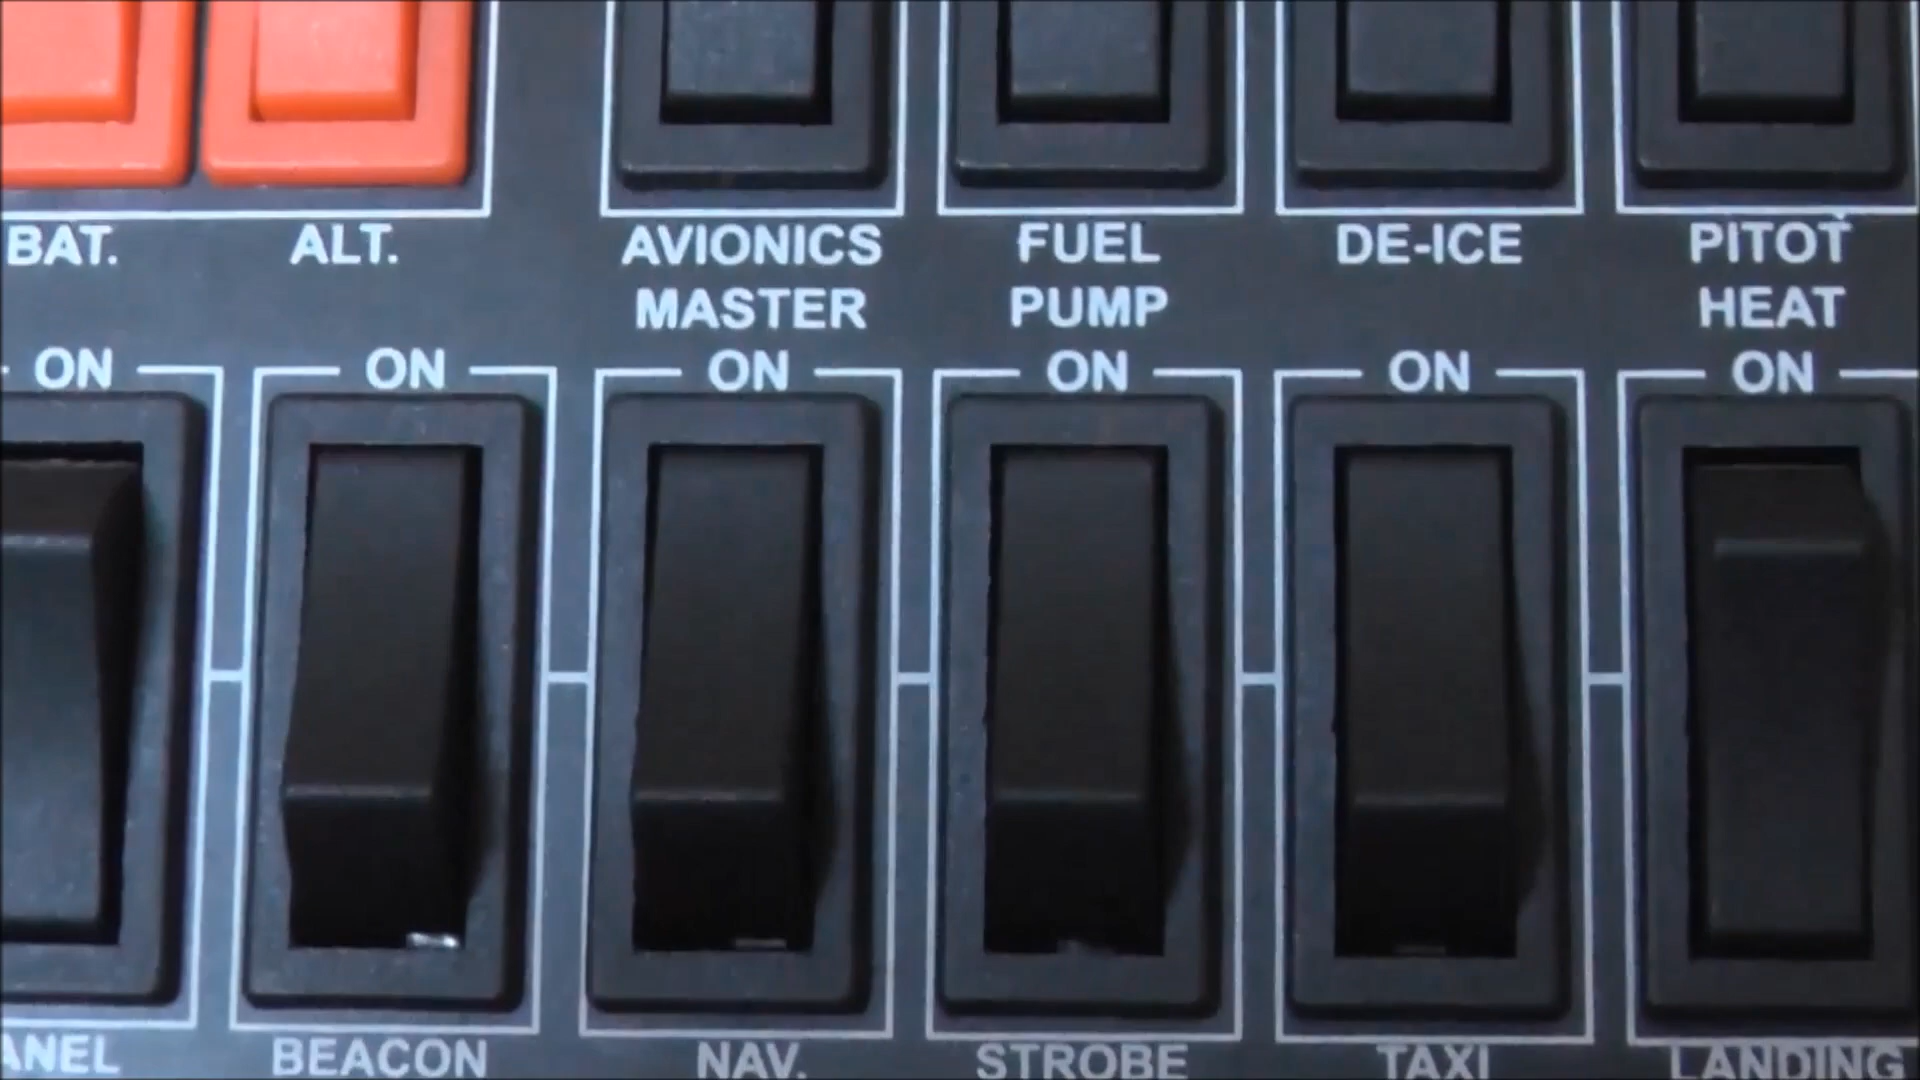 BAT. ALT. AVIONICS MASTER FUEL PUMP DE-ICE PITOT HEAT
ON ON ON ON ON ON
ANEL BEACON NAV. STROBE TAXI LANDING